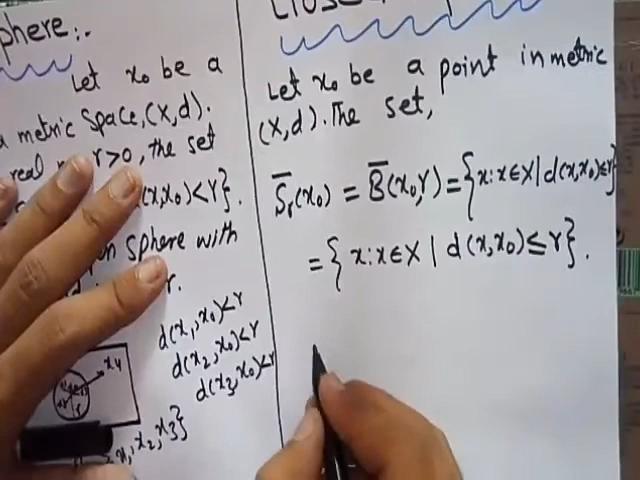 phere:-
Let x₀ be a
a metric space, (X,d).
real r>0, the set
(x,x₀)<r}.
sphere with
r.
d(x₁,x₀)<r
d(x₂,x₀)<r
d(x₃,x₀)<r
x₄
x₂,x₃}
Close
Let x₀ be a point in metric
(X,d). The set,
S̅ᵣ(x₀) = B̅(x₀,r) = {x:x∈X|d(x,x₀)≤r}
= {x:x∈X | d(x,x₀)≤r}.